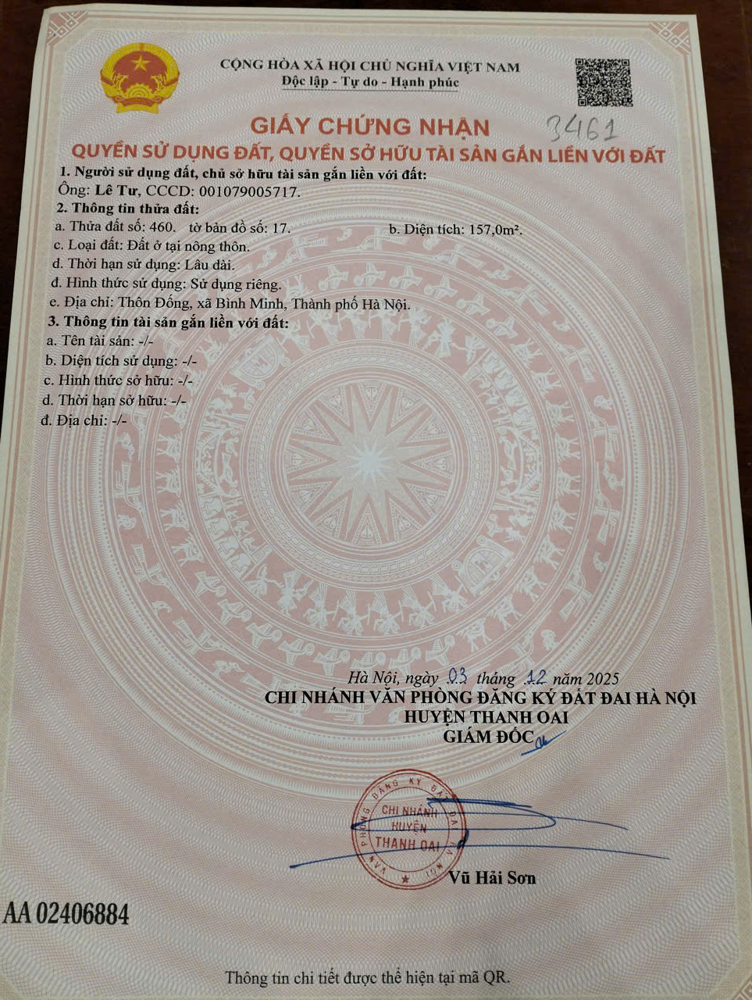 CỘNG HÒA XÃ HỘI CHỦ NGHĨA VIỆT NAM
Độc lập - Tự do - Hạnh phúc
GIẤY CHỨNG NHẬN
3461
QUYỀN SỬ DỤNG ĐẤT, QUYỀN SỞ HỮU TÀI SẢN GẮN LIỀN VỚI ĐẤT
1. Người sử dụng đất, chủ sở hữu tài sản gắn liền với đất:
Ông: Lê Tư, CCCD: 001079005717.
2. Thông tin thửa đất:
a. Thửa đất số: 460. tờ bản đồ số: 17. b. Diện tích: 157,0m².
c. Loại đất: Đất ở tại nông thôn.
d. Thời hạn sử dụng: Lâu dài.
đ. Hình thức sử dụng: Sử dụng riêng.
e. Địa chỉ: Thôn Đống, xã Bình Minh, Thành phố Hà Nội.
3. Thông tin tài sản gắn liền với đất:
a. Tên tài sản: -/-
b. Diện tích sử dụng: -/-
c. Hình thức sở hữu: -/-
d. Thời hạn sở hữu: -/-
đ. Địa chỉ: -/-
Hà Nội, ngày 03 tháng 12 năm 2025
CHI NHÁNH VĂN PHÒNG ĐĂNG KÝ ĐẤT ĐAI HÀ NỘI
HUYỆN THANH OAI
GIÁM ĐỐC
VĂN PHÒNG ĐĂNG KÝ ĐẤT ĐAI HÀ NỘI
CHI NHÁNH
HUYỆN
THANH OAI
Vũ Hải Sơn
AA 02406884
Thông tin chi tiết được thể hiện tại mã QR.